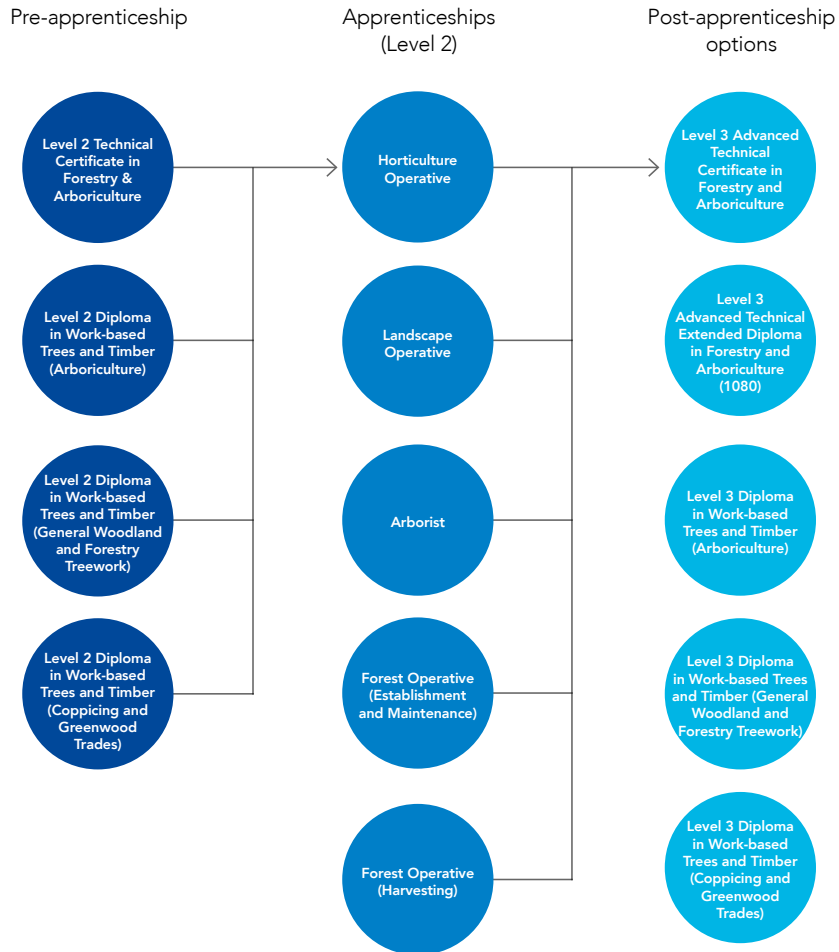 Pre-apprenticeship
Apprenticeships
(Level 2)
Post-apprenticeship
options
Level 2 Technical
Certificate in
Forestry &
Arboriculture
Horticulture
Operative
Level 3 Advanced
Technical
Certificate in
Forestry and
Arboriculture
Level 2 Diploma
in Work-based
Trees and Timber
(Arboriculture)
Landscape
Operative
Level 3
Advanced Technical
Extended Diploma
in Forestry and
Arboriculture
(1080)
Level 2 Diploma
in Work-based
Trees and Timber
(General Woodland
and Forestry
Treework)
Arborist
Level 3 Diploma
in Work-based
Trees and Timber
(Arboriculture)
Level 2 Diploma
in Work-based
Trees and Timber
(Coppicing and
Greenwood
Trades)
Forest Operative
(Establishment
and Maintenance)
Level 3 Diploma
in Work-based Trees
and Timber (General
Woodland and
Forestry Treework)
Forest Operative
(Harvesting)
Level 3 Diploma
in Work-based
Trees and Timber
(Coppicing and
Greenwood
Trades)